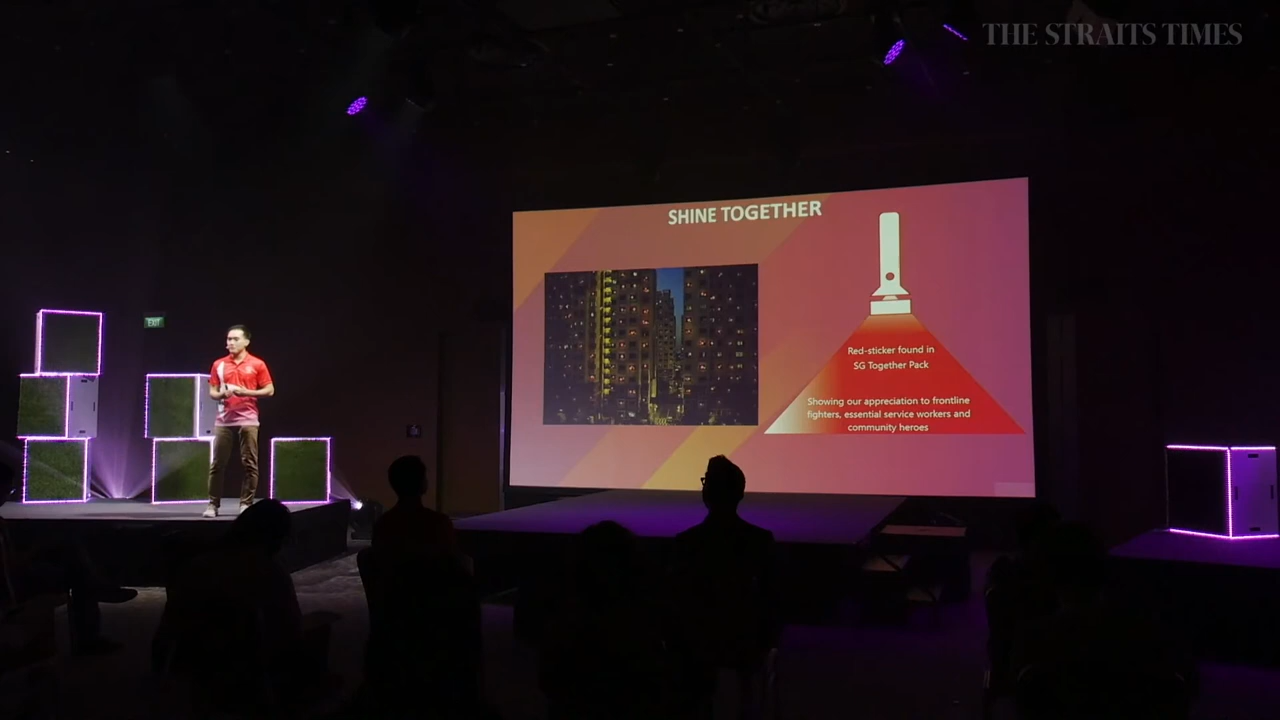 THE STRAITS TIMES
SHINE TOGETHER
EXIT
Red-sticker found in
SG Together Pack
Showing our appreciation to frontline
fighters, essential service workers and
community heroes